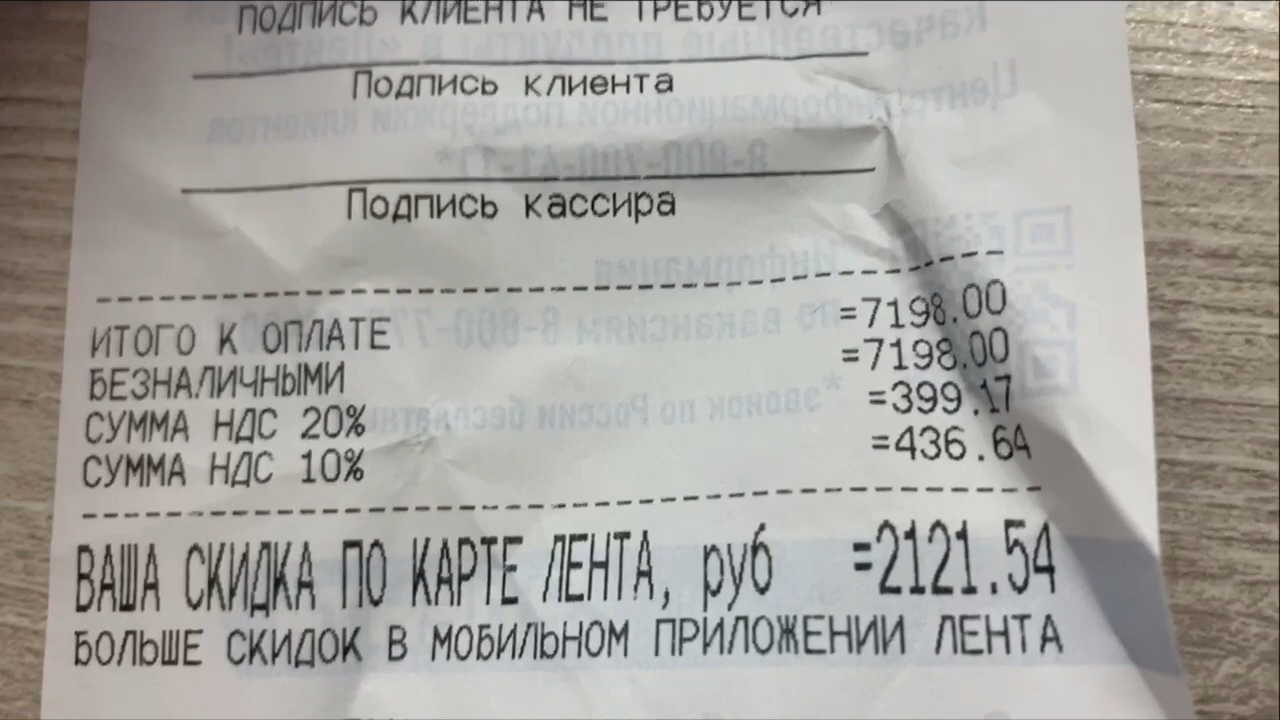 ПОДПИСЬ КЛИЕНТА НЕ ТРЕБУЕТСЯ
Подпись клиента
Подпись кассира
ИТОГО К ОПЛАТЕ =7198.00
БЕЗНАЛИЧНЫМИ =7198.00
СУММА НДС 20% =399.17
СУММА НДС 10% =436.64
ВАША СКИДКА ПО КАРТЕ ЛЕНТА, руб =2121.54
БОЛЬШЕ СКИДОК В МОБИЛЬНОМ ПРИЛОЖЕНИИ ЛЕНТА